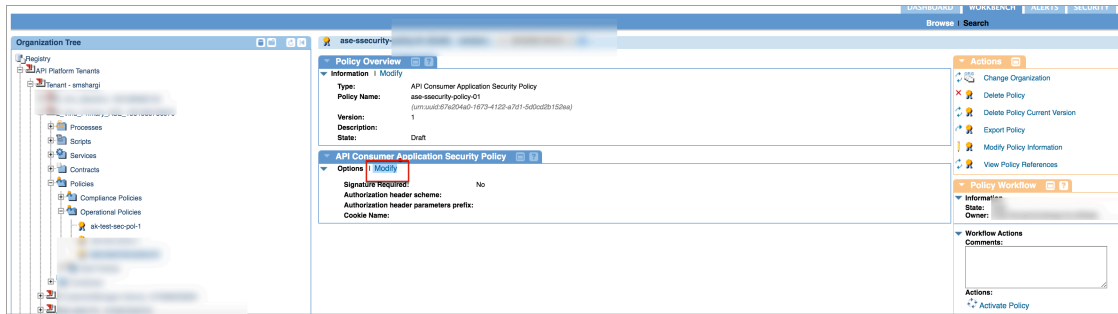 DASHBOARD WORKBENCH ALERTS SECURITY
Browse | Search
Organization Tree
Registry
API Platform Tenants
Tenant - smshargi
Processes
Scripts
Services
Contracts
Policies
Compliance Policies
Operational Policies
ak-test-sec-pol-1
ase-ssecurity-
Policy Overview
Information | Modify
Type: API Consumer Application Security Policy
Policy Name: ase-ssecurity-policy-01
(urn:uuid:67e204a0-1673-4122-a7d1-5d0cd2b152ea)
Version: 1
Description:
State: Draft
API Consumer Application Security Policy
Options | Modify
Signature Required: No
Authorization header scheme:
Authorization header parameters prefix:
Cookie Name:
Actions
Change Organization
Delete Policy
Delete Policy Current Version
Export Policy
Modify Policy Information
View Policy References
Policy Workflow
Information
State:
Owner:
Workflow Actions
Comments:
Actions:
Activate Policy